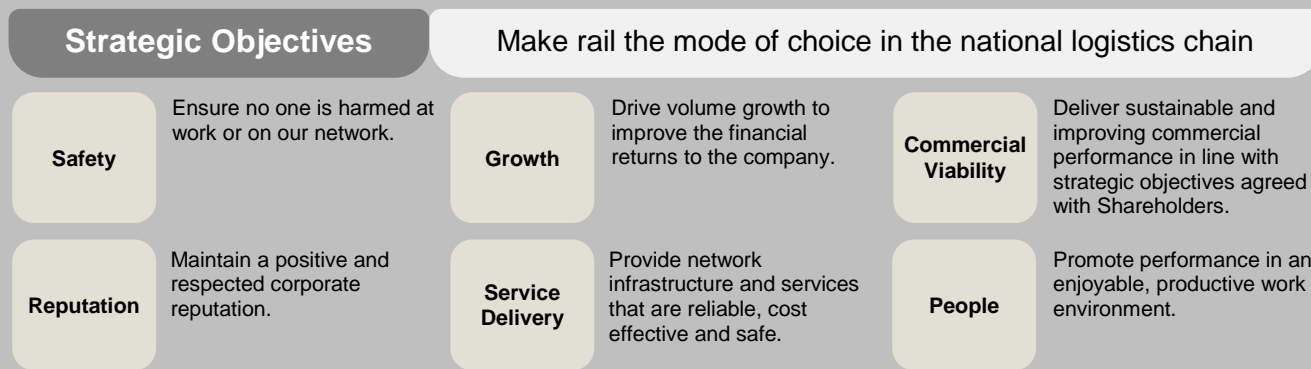 Strategic Objectives
Make rail the mode of choice in the national logistics chain
Safety
Ensure no one is harmed at
work or on our network.
Growth
Drive volume growth to
improve the financial
returns to the company.
Commercial
Viability
Deliver sustainable and
improving commercial
performance in line with
strategic objectives agreed
with Shareholders.
Reputation
Maintain a positive and
respected corporate
reputation.
Service
Delivery
Provide network
infrastructure and services
that are reliable, cost
effective and safe.
People
Promote performance in an
enjoyable, productive work
environment.